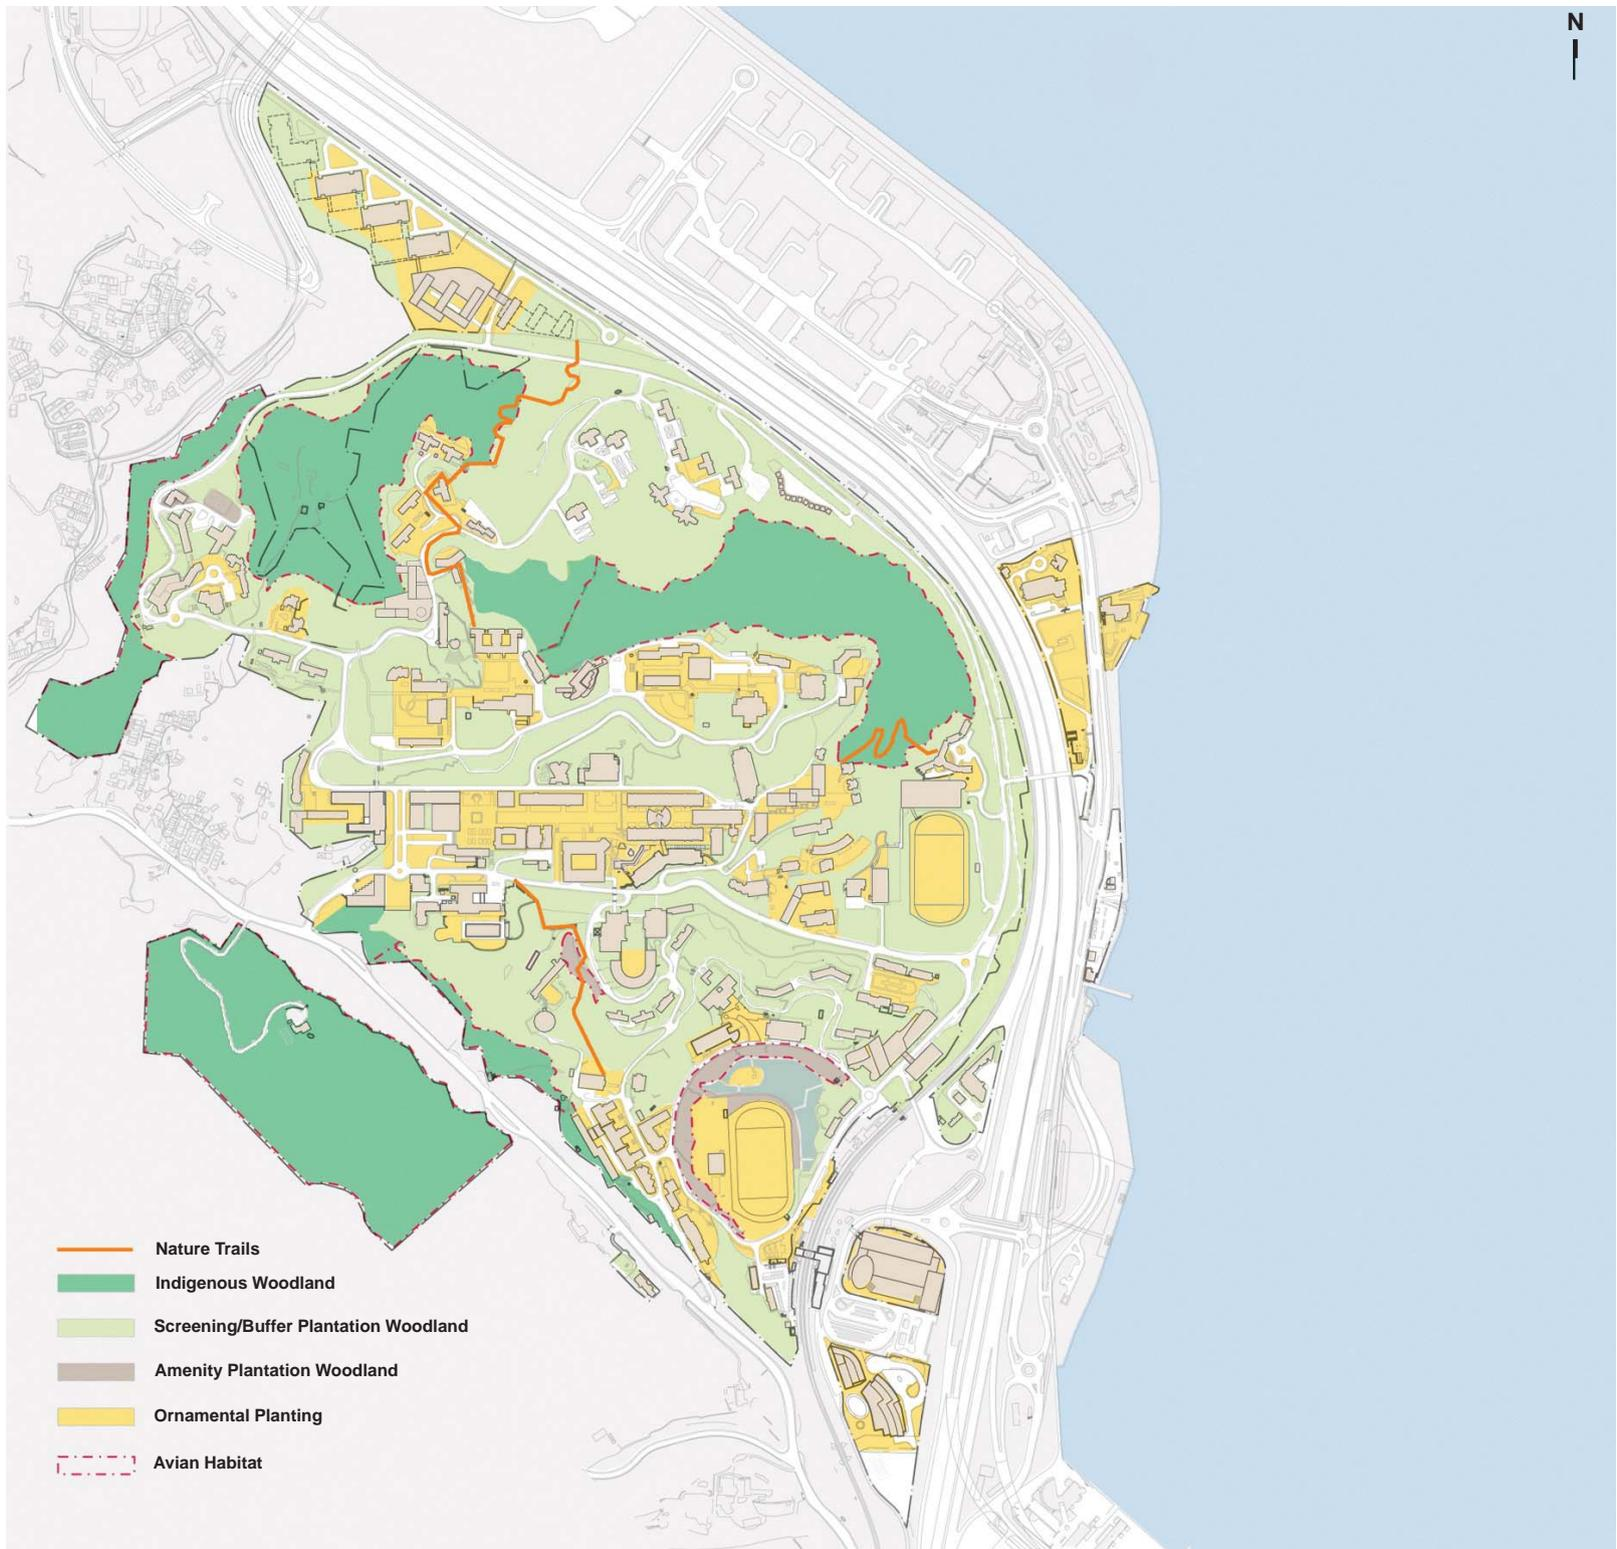 N
Nature Trails
Indigenous Woodland
Screening/Buffer Plantation Woodland
Amenity Plantation Woodland
Ornamental Planting
Avian Habitat